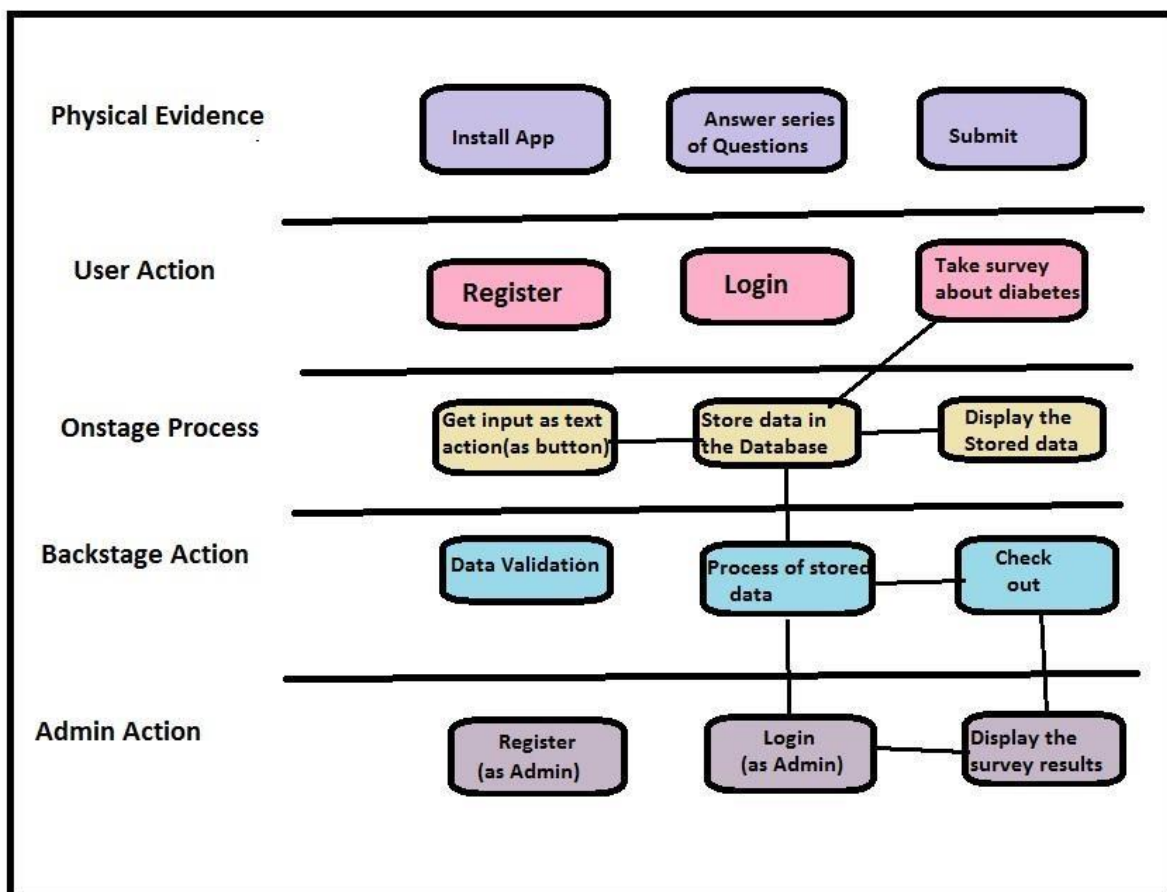 Physical Evidence
Install App
Answer series
of Questions
Submit
User Action
Register
Login
Take survey
about diabetes
Onstage Process
Get input as text
action(as button)
Store data in
the Database
Display the
Stored data
Backstage Action
Data Validation
Process of stored
data
Check
out
Admin Action
Register
(as Admin)
Login
(as Admin)
Display the
survey results